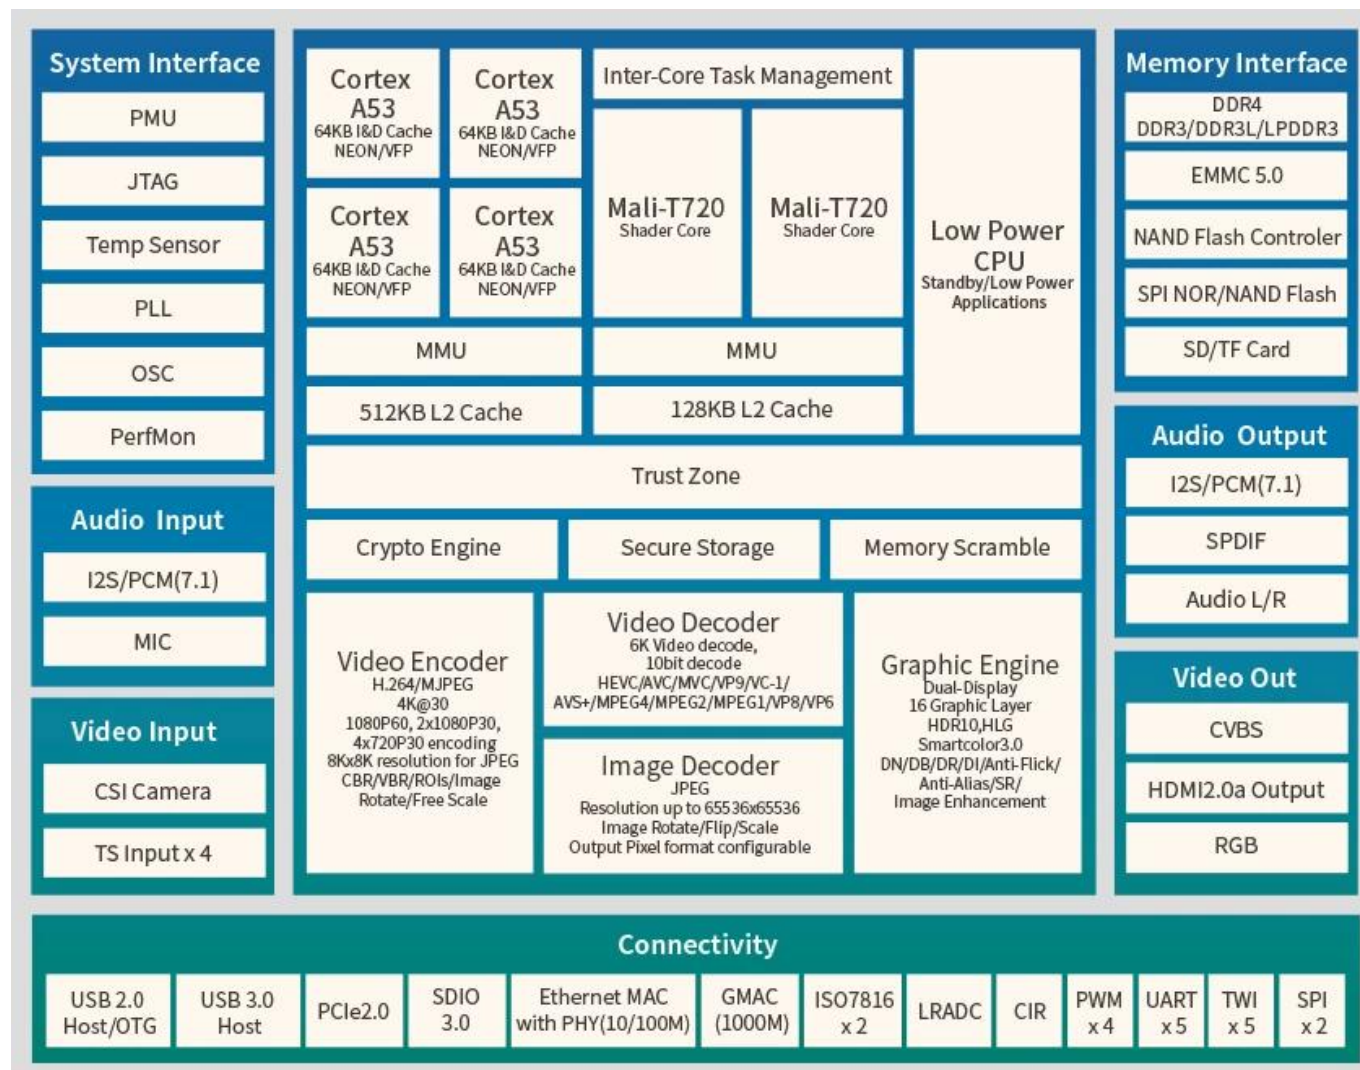 System Interface
PMU
JTAG
Temp Sensor
PLL
OSC
PerfMon
Audio Input
I2S/PCM(7.1)
MIC
Video Input
CSI Camera
TS Input x 4
Cortex
A53
64KB I&D Cache
NEON/VFP
Cortex
A53
64KB I&D Cache
NEON/VFP
Cortex
A53
64KB I&D Cache
NEON/VFP
Cortex
A53
64KB I&D Cache
NEON/VFP
MMU
512KB L2 Cache
Inter-Core Task Management
Mali-T720
Shader Core
Mali-T720
Shader Core
MMU
128KB L2 Cache
Low Power
CPU
Standby/Low Power
Applications
Trust Zone
Crypto Engine
Secure Storage
Memory Scramble
Video Encoder
H.264/MJPEG
4K@30
1080P60, 2x1080P30,
4x720P30 encoding
8Kx8K resolution for JPEG
CBR/VBR/ROIs/Image
Rotate/Free Scale
Video Decoder
6K Video decode,
10bit decode
HEVC/AVC/MVC/VP9/VC-1/
AVS+/MPEG4/MPEG2/MPEG1/VP8/VP6
Image Decoder
JPEG
Resolution up to 65536x65536
Image Rotate/Flip/Scale
Output Pixel format configurable
Graphic Engine
Dual-Display
16 Graphic Layer
HDR10,HLG
Smartcolor3.0
DN/DB/DR/DI/Anti-Flick/
Anti-Alias/SR/
Image Enhancement
Memory Interface
DDR4
DDR3/DDR3L/LPDDR3
EMMC 5.0
NAND Flash Controler
SPI NOR/NAND Flash
SD/TF Card
Audio Output
I2S/PCM(7.1)
SPDIF
Audio L/R
Video Out
CVBS
HDMI2.0a Output
RGB
Connectivity
USB 2.0
Host/OTG
USB 3.0
Host
PCIe2.0
SDIO
3.0
Ethernet MAC
with PHY(10/100M)
GMAC
(1000M)
ISO7816
x 2
LRADC
CIR
PWM
x 4
UART
x 5
TWI
x 5
SPI
x 2